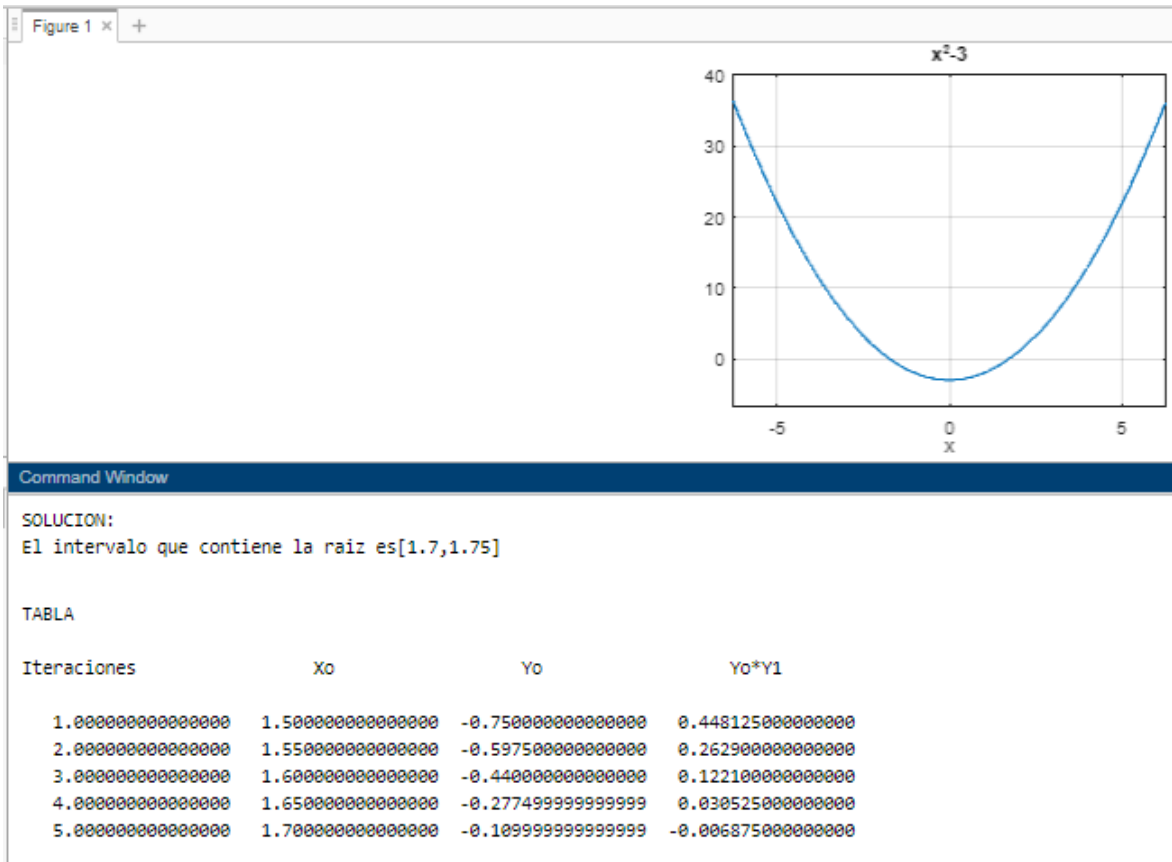 Figure 1 × +
x²-3
40
30
20
10
0
-5 0 5
x
Command Window
SOLUCION:
El intervalo que contiene la raiz es[1.7,1.75]
TABLA
Iteraciones Xo Yo Yo*Y1
1.000000000000000 1.500000000000000 -0.750000000000000 0.448125000000000
2.000000000000000 1.550000000000000 -0.597500000000000 0.262900000000000
3.000000000000000 1.600000000000000 -0.440000000000000 0.122100000000000
4.000000000000000 1.650000000000000 -0.277499999999999 0.030525000000000
5.000000000000000 1.700000000000000 -0.109999999999999 -0.006875000000000